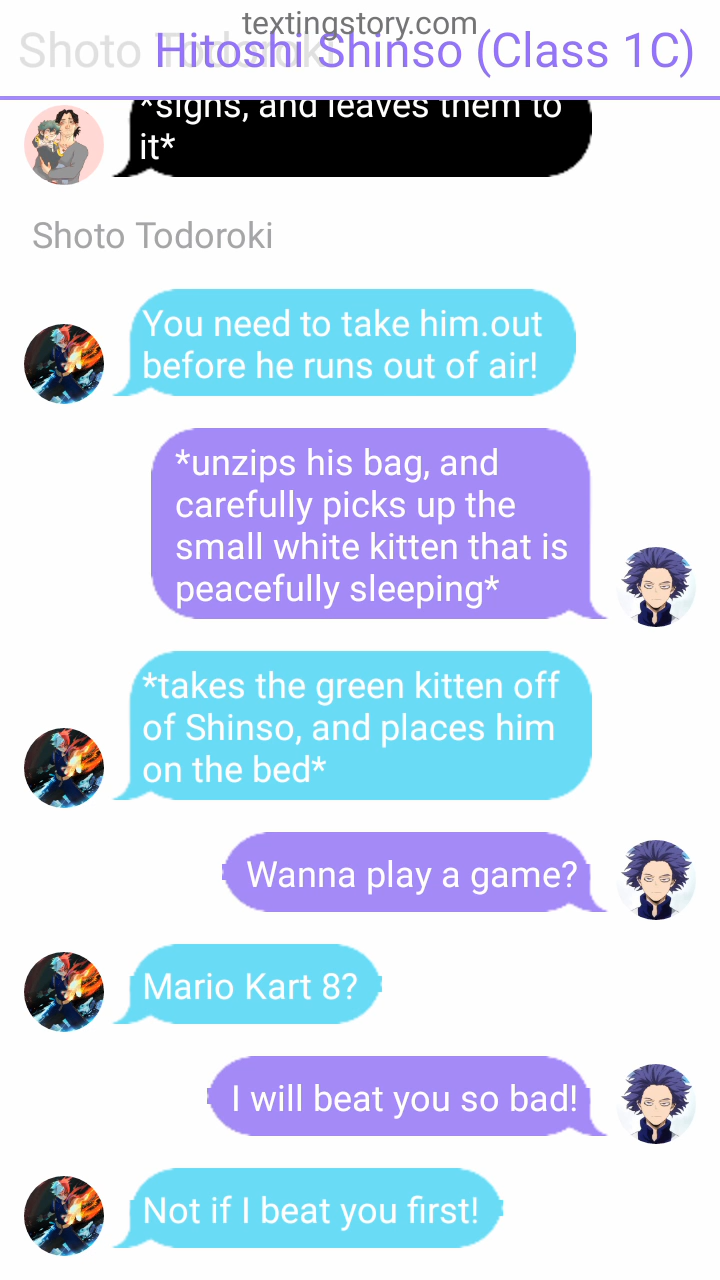 textingstory.com
Shoto Todoroki
Hitoshi Shinso (Class 1C)
*signs, and leaves them to
it*
Shoto Todoroki
You need to take him.out
before he runs out of air!
*unzips his bag, and
carefully picks up the
small white kitten that is
peacefully sleeping*
*takes the green kitten off
of Shinso, and places him
on the bed*
Wanna play a game?
Mario Kart 8?
I will beat you so bad!
Not if I beat you first!